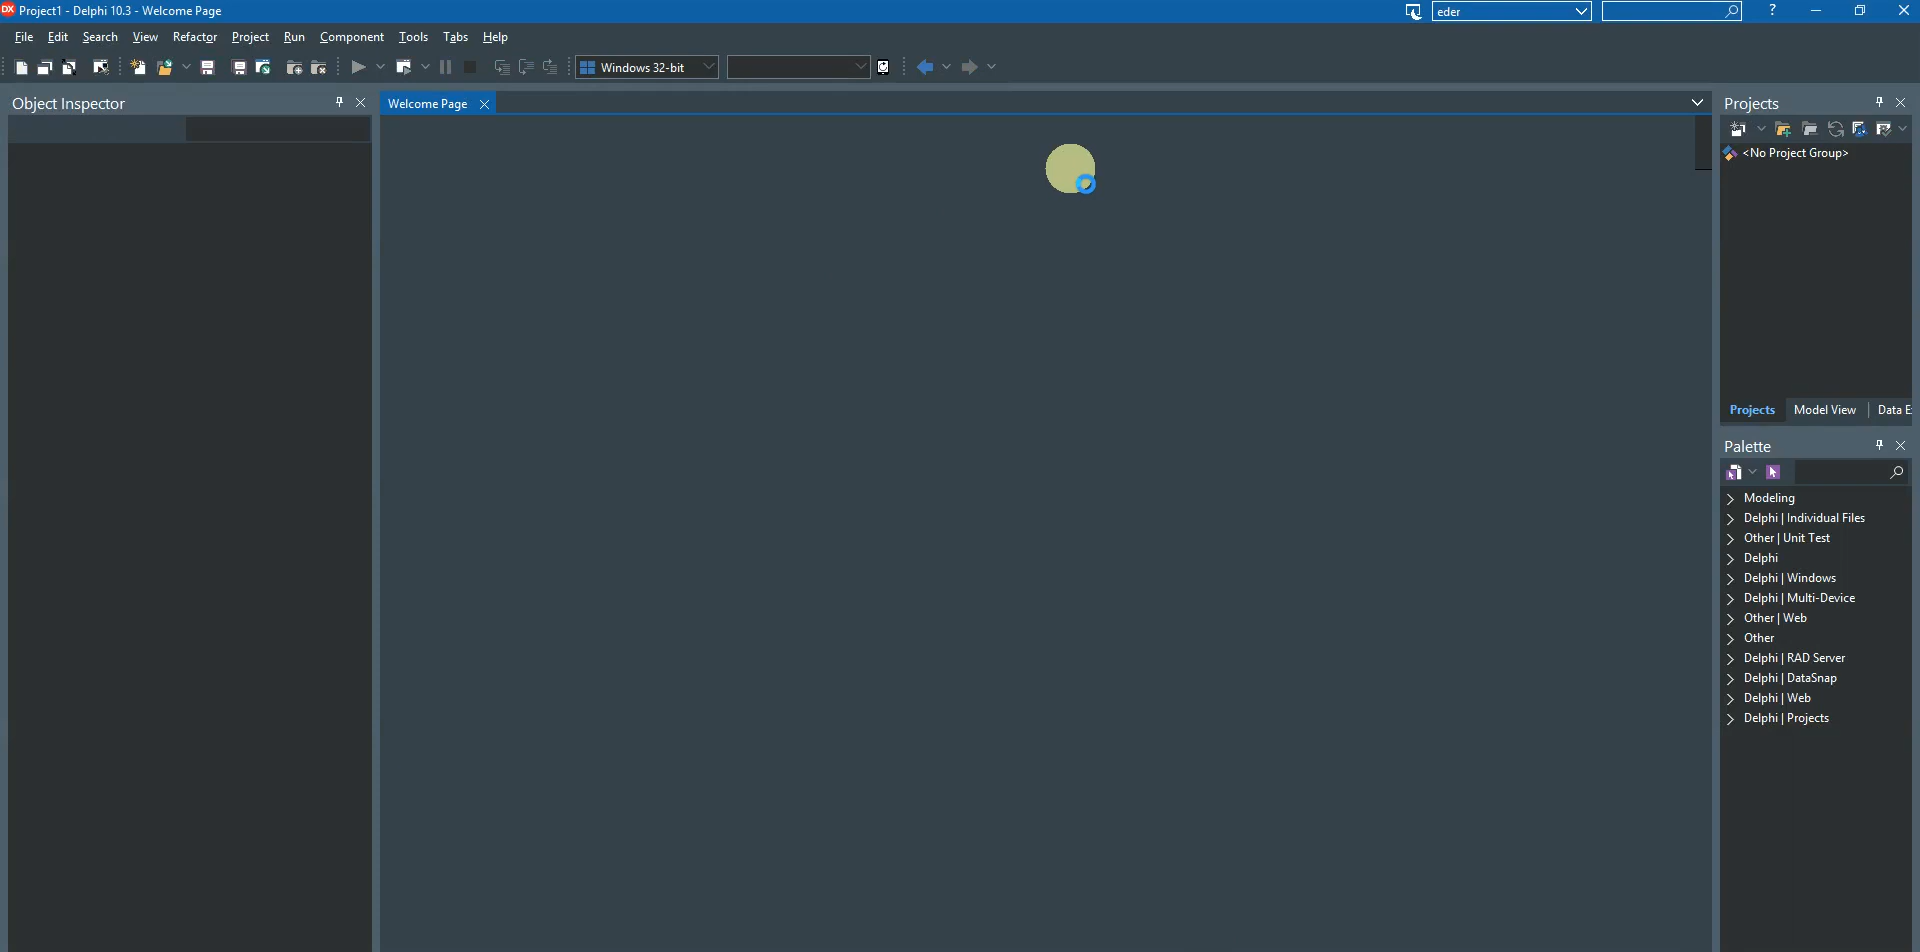 DX Project1 - Delphi 10.3 - Welcome Page
eder
?
File Edit Search View Refactor Project Run Component Tools Tabs Help
Windows 32-bit
Object Inspector
Welcome Page
Projects
<No Project Group>
Projects Model View Data E
Palette
Modeling
Delphi | Individual Files
Other | Unit Test
Delphi
Delphi | Windows
Delphi | Multi-Device
Other | Web
Other
Delphi | RAD Server
Delphi | DataSnap
Delphi | Web
Delphi | Projects